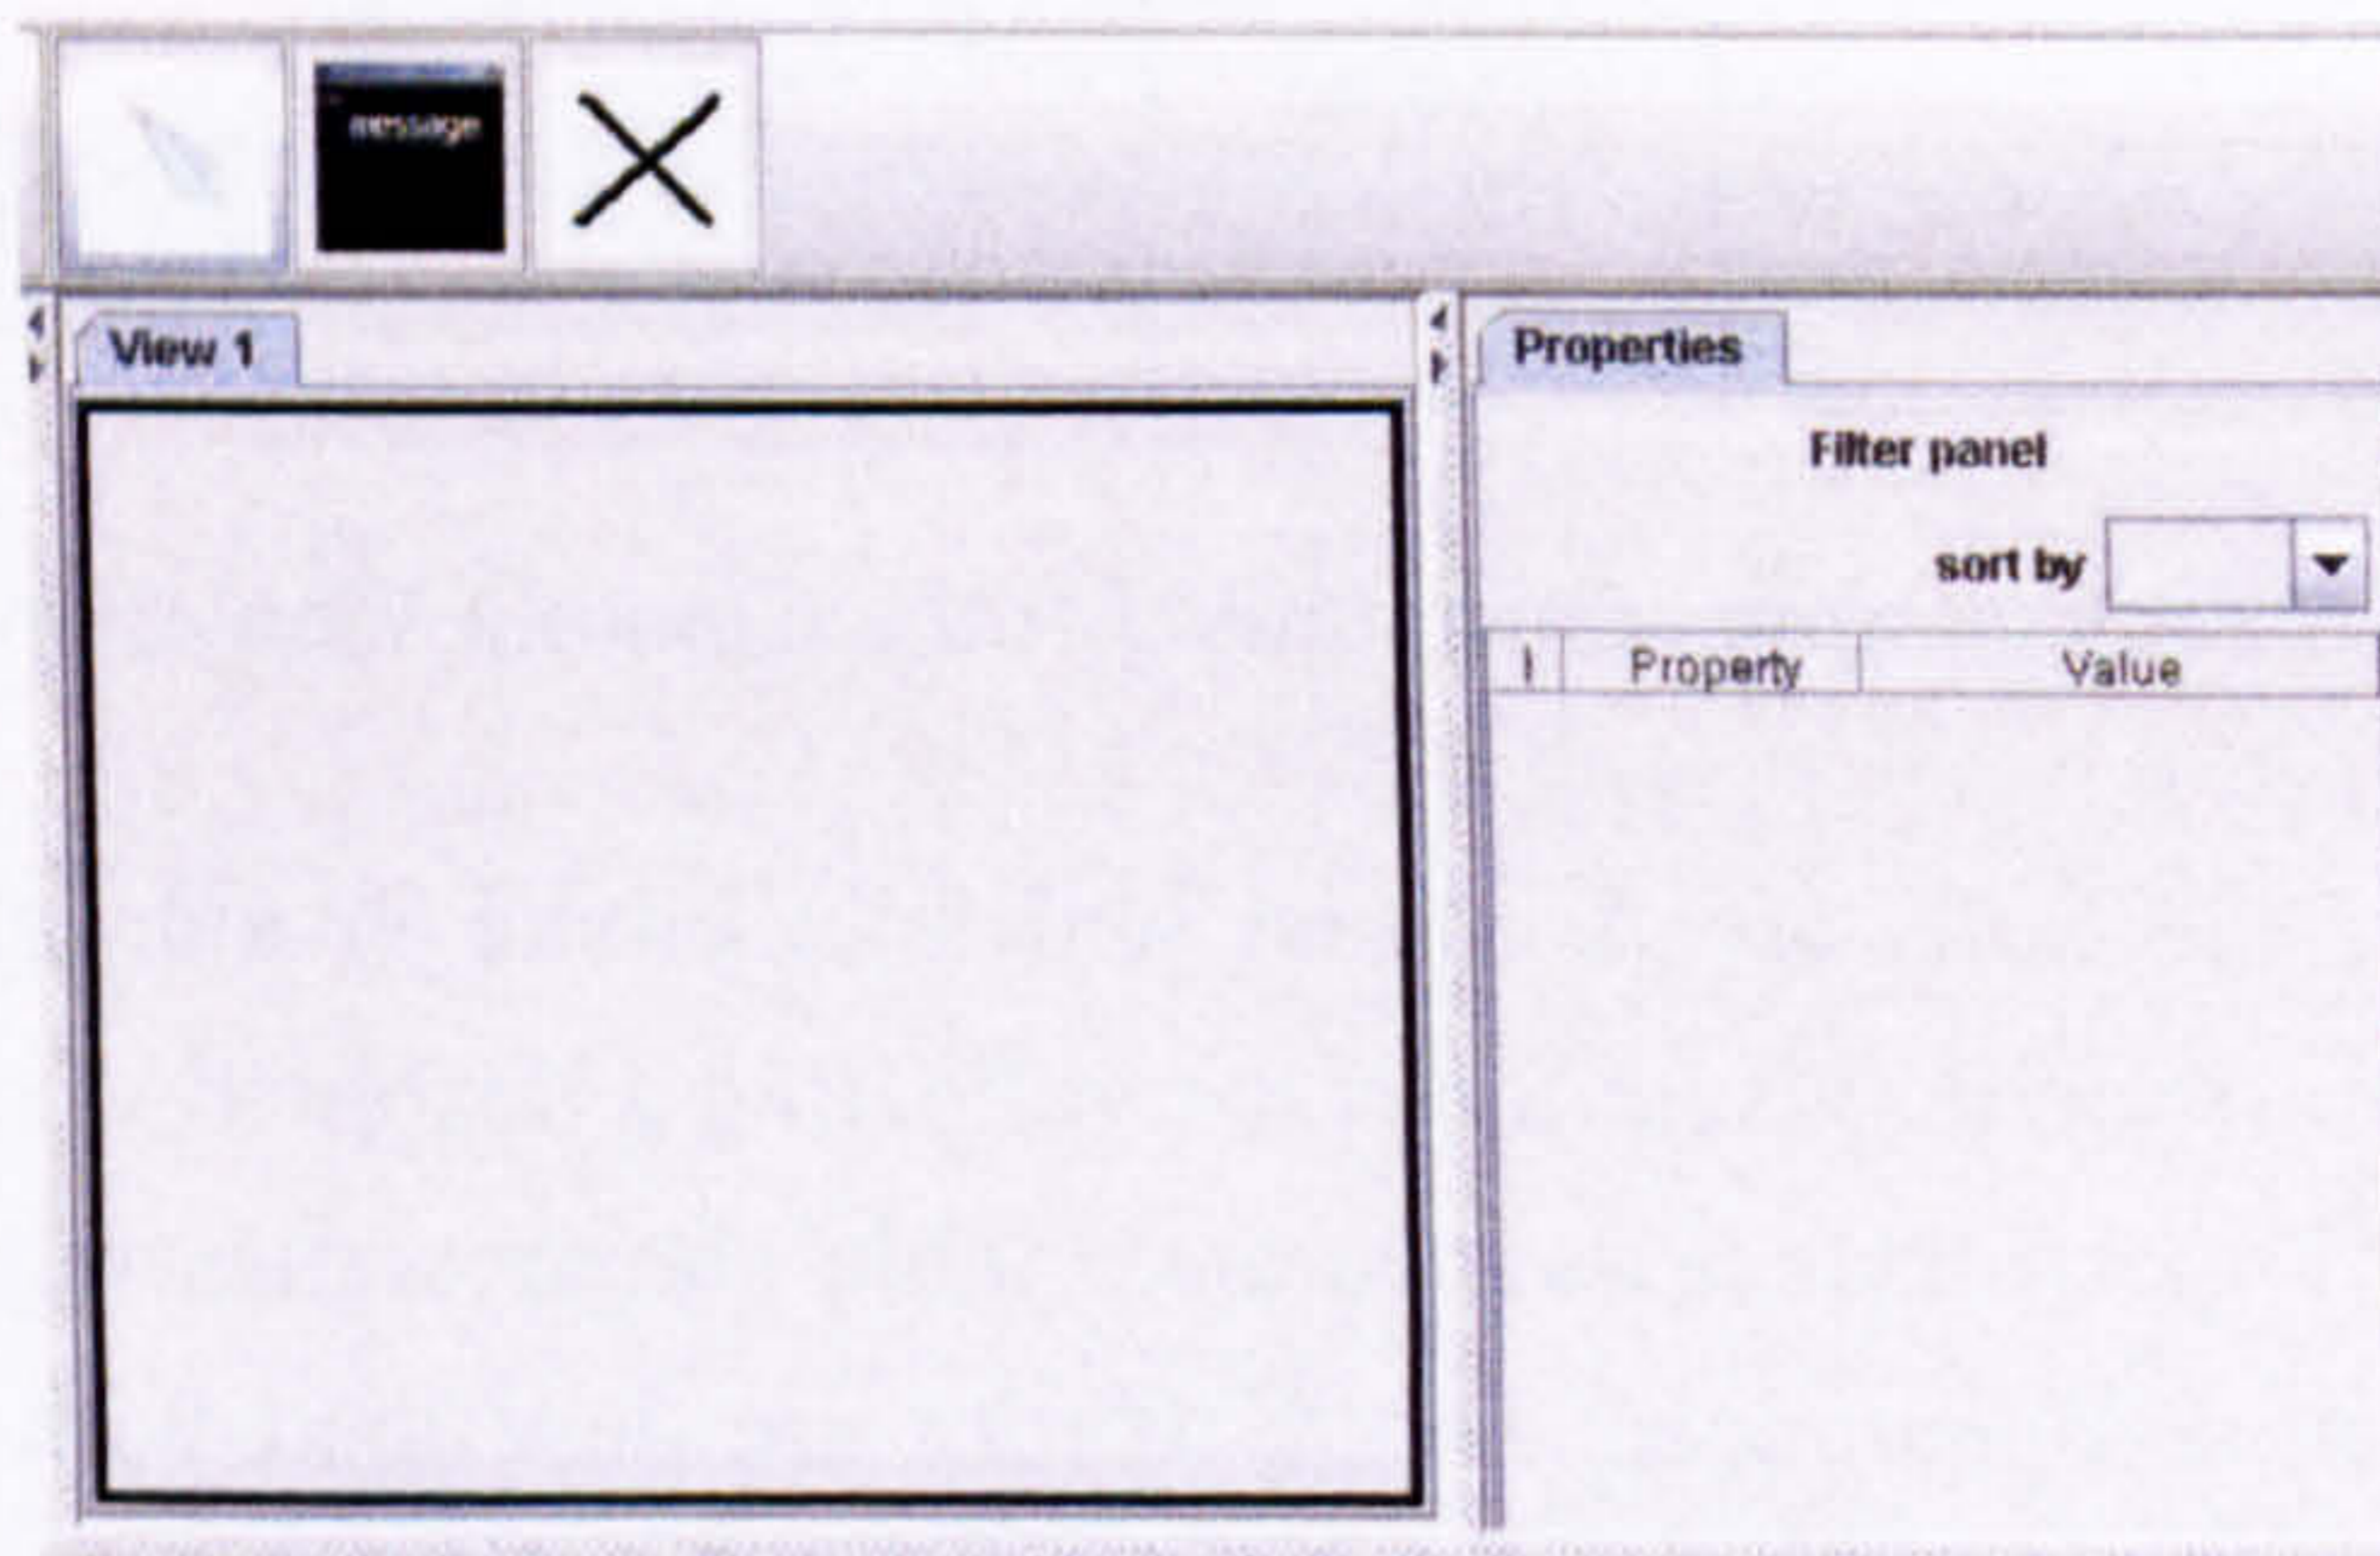 message
View 1
Properties
Filter panel
sort by
! Property Value